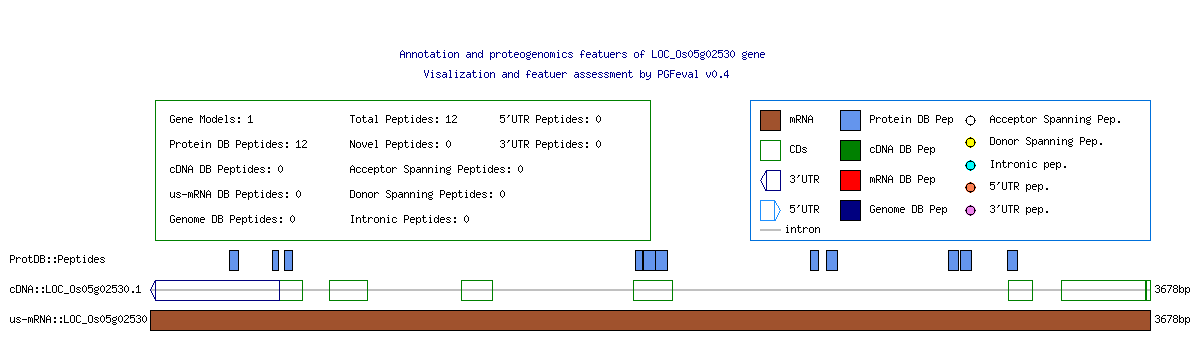 Annotation and proteogenomics featuers of LOC_Os05g02530 gene
Visalization and featuer assessment by PGFeval v0.4
Gene Models: 1 Total Peptides: 12 5'UTR Peptides: 0
Protein DB Peptides: 12 Novel Peptides: 0 3'UTR Peptides: 0
cDNA DB Peptides: 0 Acceptor Spanning Peptides: 0
us-mRNA DB Peptides: 0 Donor Spanning Peptides: 0
Genome DB Peptides: 0 Intronic Peptides: 0
mRNA Protein DB Pep Acceptor Spanning Pep.
CDs cDNA DB Pep Donor Spanning Pep.
3'UTR mRNA DB Pep Intronic pep.
5'UTR Genome DB Pep 5'UTR pep.
intron 3'UTR pep.
ProtDB::Peptides
cDNA::LOC_Os05g02530.1 3678bp
us-mRNA::LOC_Os05g02530 3678bp